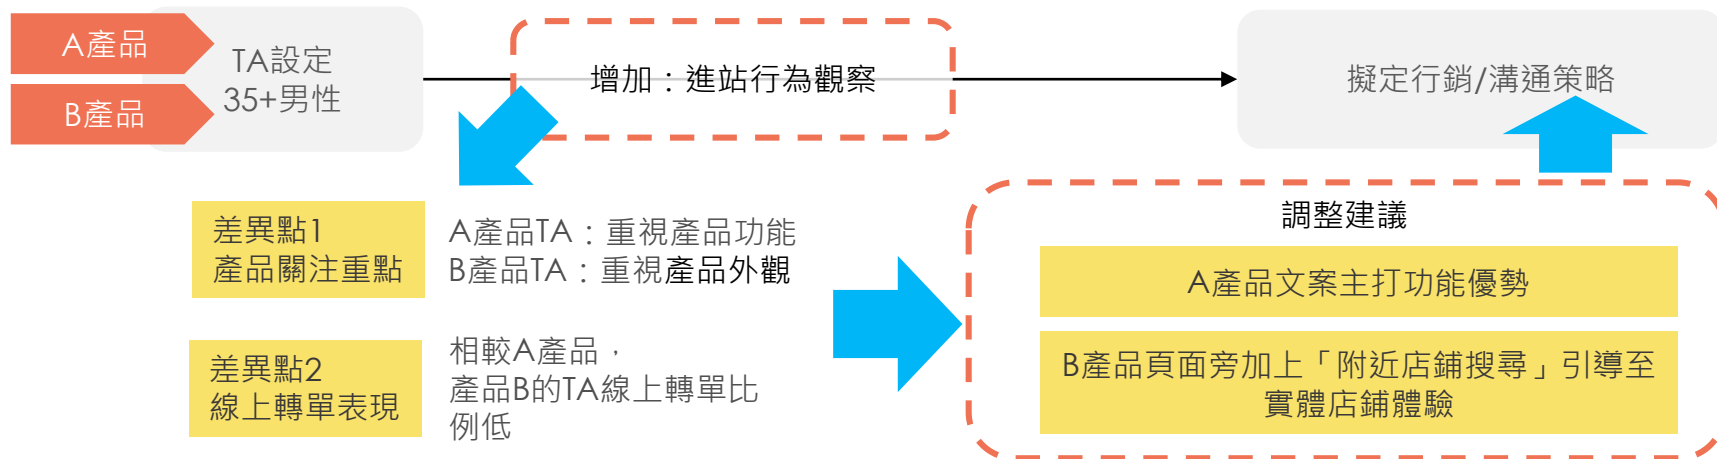 A產品
B產品
TA設定
35+男性
增加：進站行為觀察
擬定行銷/溝通策略
差異點1
產品關注重點
A產品TA：重視產品功能
B產品TA：重視產品外觀
差異點2
線上轉單表現
相較A產品，
產品B的TA線上轉單比
例低
調整建議
A產品文案主打功能優勢
B產品頁面旁加上「附近店鋪搜尋」引導至
實體店鋪體驗